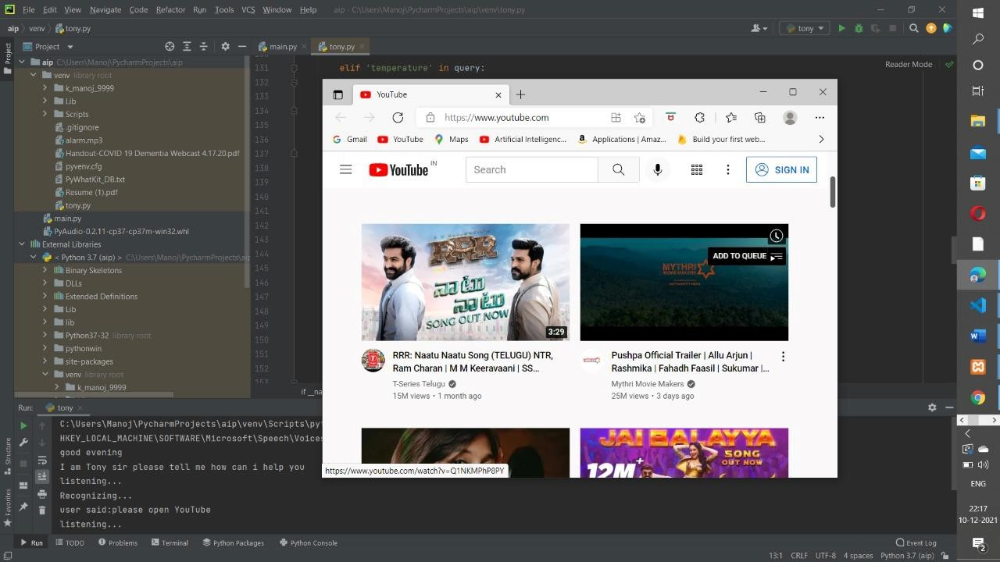 File Edit View Navigate Code Refactor Run Tools VCS Window Help aip - C:\Users\Manoj\PycharmProjects\aip\venv\tony.py
aip venv tony.py
tony
Project
main.py
tony.py
Reader Mode
aip C:\Users\Manoj\PycharmProjects\aip
venv library root
k_manoj_9999
Lib
Scripts
.gitignore
alarm.mp3
Handout-COVID 19 Dementia Webcast 4.17.20.pdf
pyvenv.cfg
PyWhatKit_DB.txt
Resume (1).pdf
tony.py
main.py
PyAudio-0.2.11-cp37-cp37m-win32.whl
External Libraries
< Python 3.7 (aip) > C:\Users\Manoj\PycharmProjects\aip
Binary Skeletons
DLLs
Extended Definitions
Lib
lib
Python37-32 library root
pythonwin
site-packages
venv library root
k_manoj_9999
131 elif 'temperature' in query:
132
133
134
135
136
137
138
139
140
141
142
143
144
145
146
147
148
149
150
151
152
153
if __na
YouTube
https://www.youtube.com
Gmail YouTube Maps Artificial Intelligenc... Applications | Amaz... Build your first web...
YouTube IN
Search
SIGN IN
RRR
నాటు
నాటు
SONG OUT NOW
3:29
RRR: Naatu Naatu Song (TELUGU) NTR,
Ram Charan | M M Keeravaani | SS...
T-Series Telugu
15M views • 1 month ago
ADD TO QUEUE
MYTHRI
MOVIE MAKERS
Pushpa Official Trailer | Allu Arjun |
Rashmika | Fahadh Faasil | Sukumar |...
Mythri Movie Makers
25M views • 3 days ago
JAI BALAYYA
SONG
OUT NOW
12M+
https://www.youtube.com/watch?v=Q1NKMPhP8PY
Run: tony
C:\Users\Manoj\PycharmProjects\aip\venv\Scripts\pyt
HKEY_LOCAL_MACHINE\SOFTWARE\Microsoft\Speech\Voices
good evening
I am Tony sir please tell me how can i help you
listening...
Recognizing...
user said:please open YouTube
listening...
Project
Structure
Favorites
Run TODO Problems Terminal Python Packages Python Console Event Log
13:1 CRLF UTF-8 4 spaces Python 3.7 (aip)
ENG
22:17
10-12-2021
2